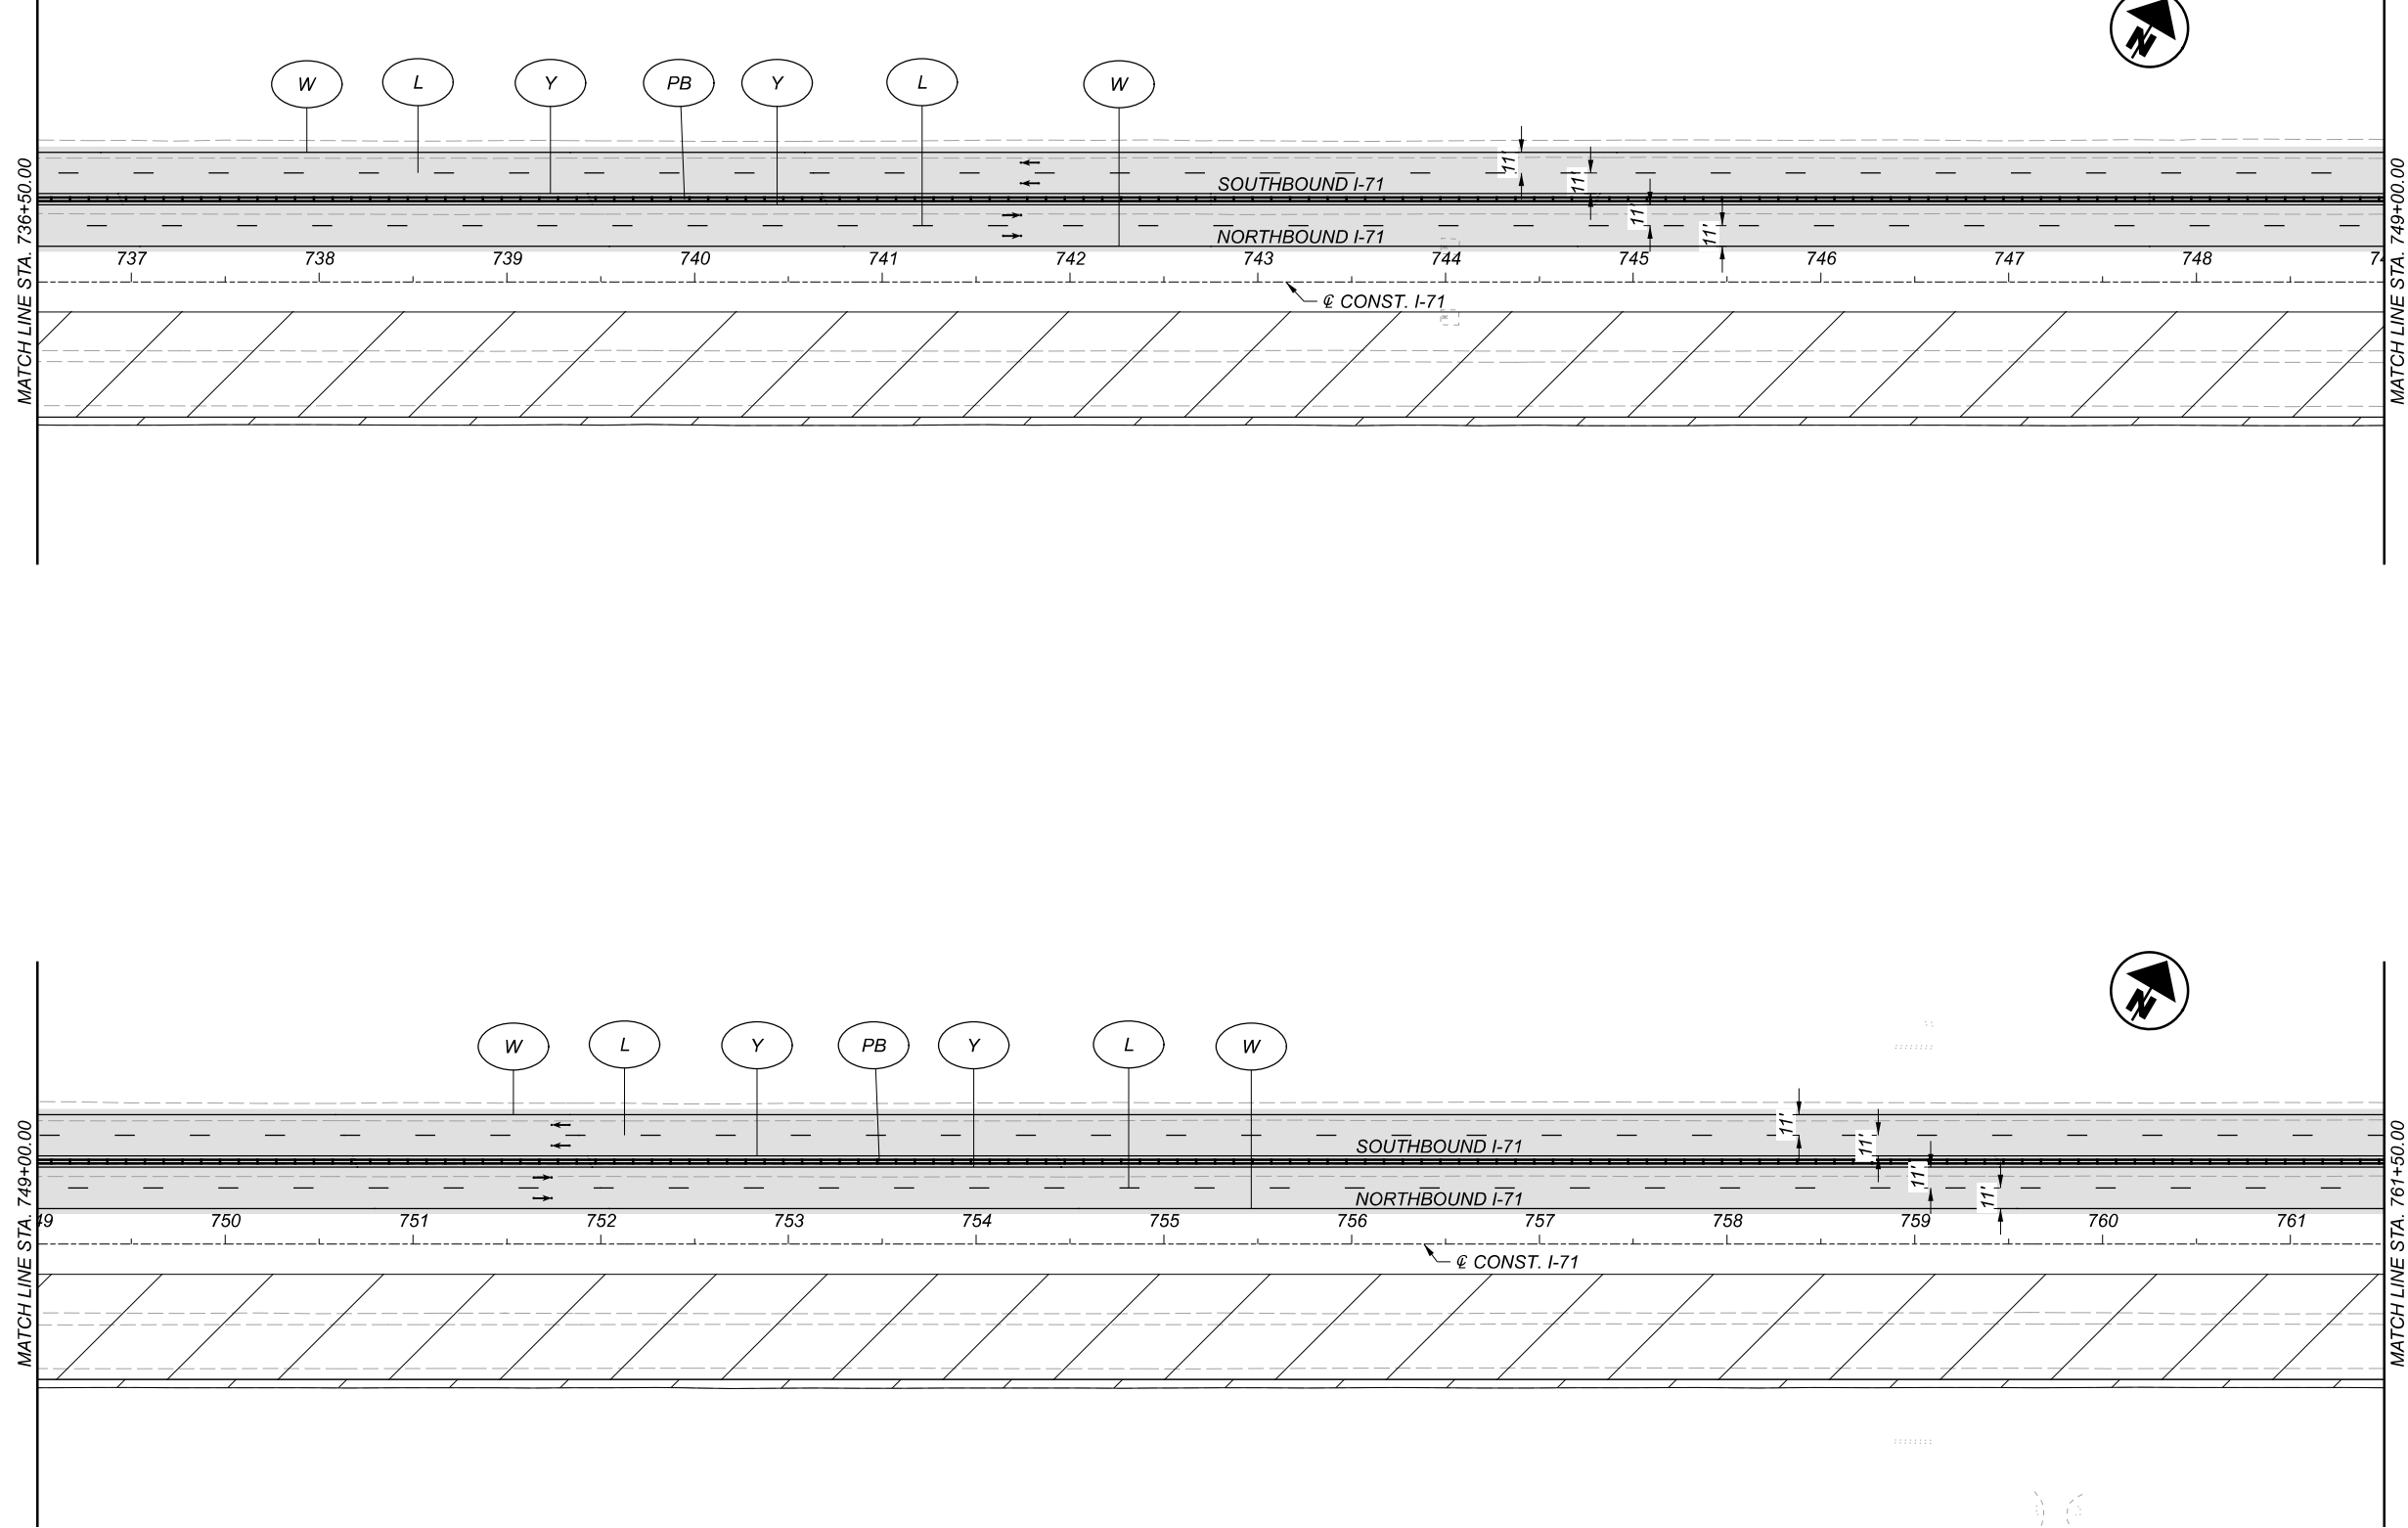 N
W L Y PB Y L W
11'
11'
SOUTHBOUND I-71
11'
11'
NORTHBOUND I-71
737 738 739 740 741 742 743 744 745 746 747 748 74
℄ CONST. I-71
MATCH LINE STA. 736+50.00
MATCH LINE STA. 749+00.00
N
W L Y PB Y L W
11'
11'
SOUTHBOUND I-71
11'
11'
NORTHBOUND I-71
49 750 751 752 753 754 755 756 757 758 759 760 761
℄ CONST. I-71
MATCH LINE STA. 749+00.00
MATCH LINE STA. 761+50.00